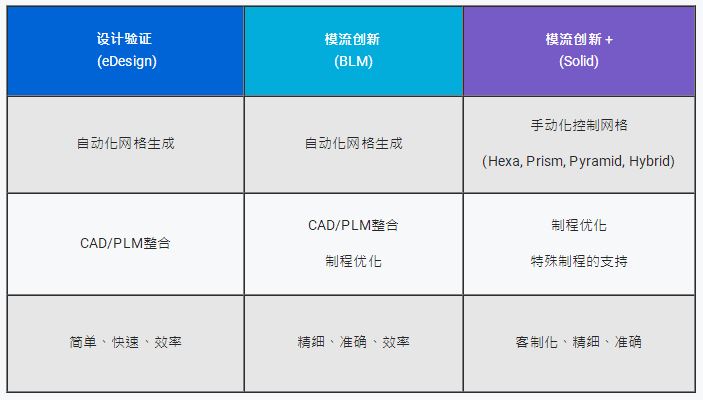 设计验证
(eDesign)
模流创新
(BLM)
模流创新 +
(Solid)
自动化网格生成
自动化网格生成
手动化控制网格
(Hexa, Prism, Pyramid, Hybrid)
CAD/PLM整合
CAD/PLM整合
制程优化
制程优化
特殊制程的支持
简单、快速、效率
精细、准确、效率
客制化、精细、准确